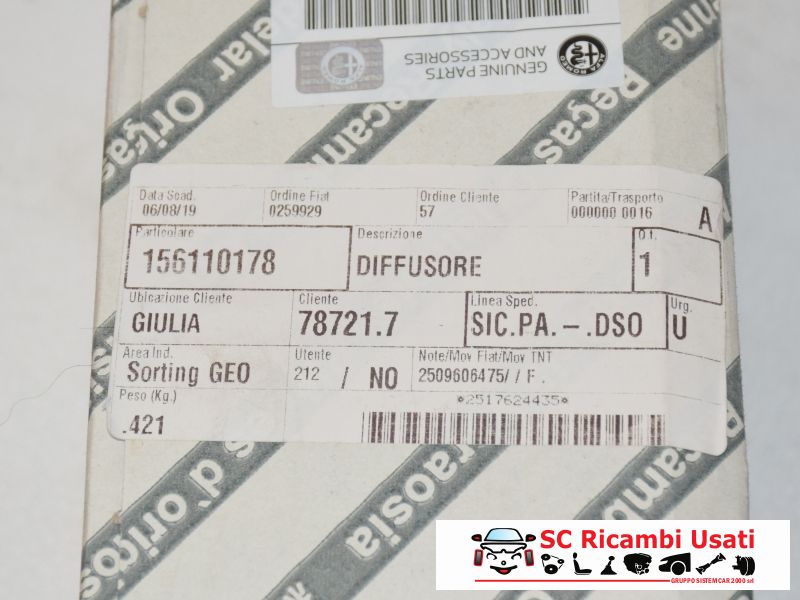 GENUINE PARTS
AND ACCESSORIES
ALFA ROMEO
Data Scad.
06/08/19
Ordine Fiat
0259929
Ordine Cliente
57
Partita/Trasporto
000000 0016
A
Particolare
156110178
Descrizione
DIFFUSORE
Q.t.
1
Ubicazione Cliente
GIULIA
Cliente
78721.7
Linea Sped.
SIC.PA.-.DSO
Urg.
U
Area Ind.
Sorting GEO
Utente
212 / NO
Note/Mov Fiat/Mov TNT
2509606475/ / F .
Peso (Kg.)
.421
*2517624435*
d'origine
SC Ricambi Usati
GRUPPO SISTEMCAR 2000 srl